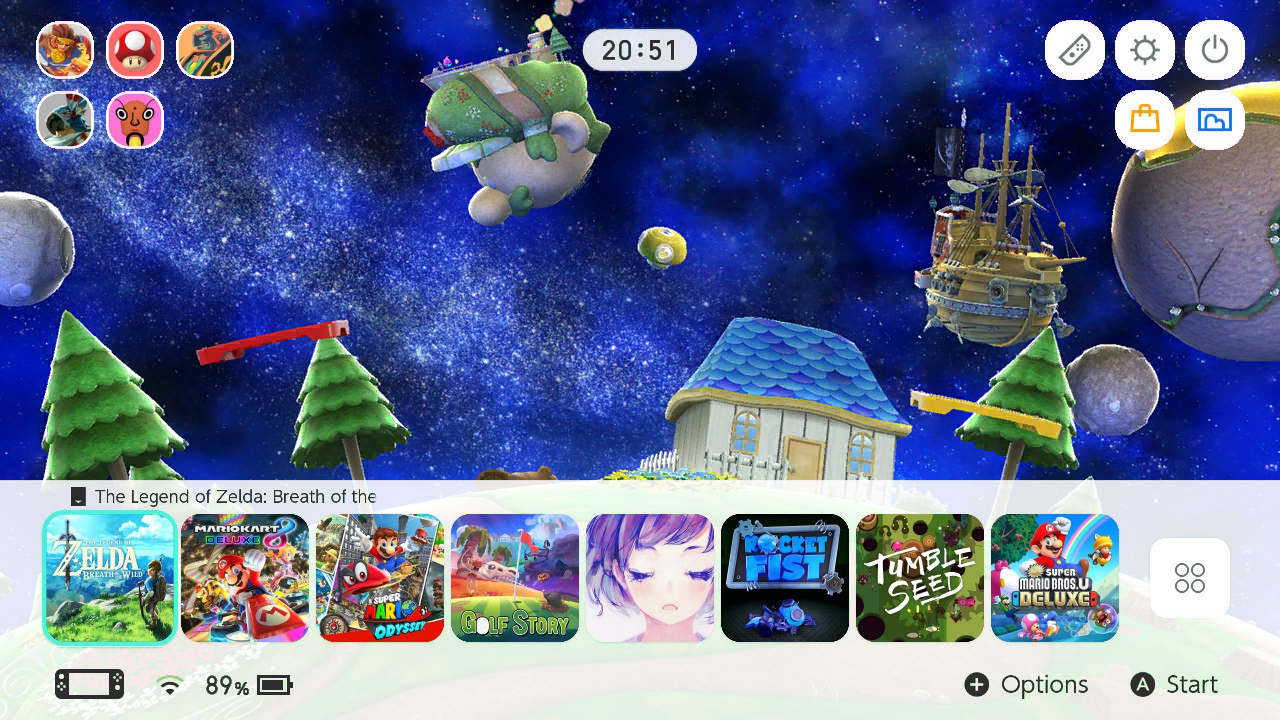 20:51
The Legend of Zelda: Breath of the
THE LEGEND OF
ZELDA
BREATH OF THE WILD
MARIOKART 8
DELUXE
SUPER
MARIO
ODYSSEY
GOLF STORY
ROCKET
FIST
TUMBLE
SEED
SUPER
MARIO BROS. U
DELUXE
89%
+ Options
A Start